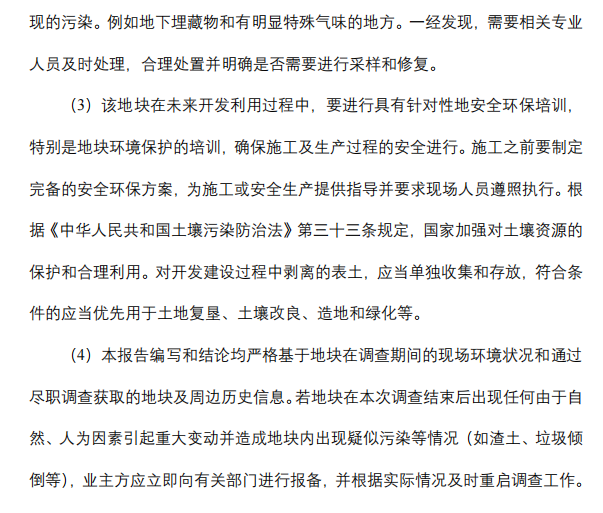 现的污染。例如地下埋藏物和有明显特殊气味的地方。一经发现，需要相关专业
人员及时处理，合理处置并明确是否需要进行采样和修复。
（3）该地块在未来开发利用过程中，要进行具有针对性地安全环保培训，
特别是地块环境保护的培训，确保施工及生产过程的安全进行。施工之前要制定
完备的安全环保方案，为施工或安全生产提供指导并要求现场人员遵照执行。根
据《中华人民共和国土壤污染防治法》第三十三条规定，国家加强对土壤资源的
保护和合理利用。对开发建设过程中剥离的表土，应当单独收集和存放，符合条
件的应当优先用于土地复垦、土壤改良、造地和绿化等。
（4）本报告编写和结论均严格基于地块在调查期间的现场环境状况和通过
尽职调查获取的地块及周边历史信息。若地块在本次调查结束后出现任何由于自
然、人为因素引起重大变动并造成地块内出现疑似污染等情况（如渣土、垃圾倾
倒等），业主方应立即向有关部门进行报备，并根据实际情况及时重启调查工作。